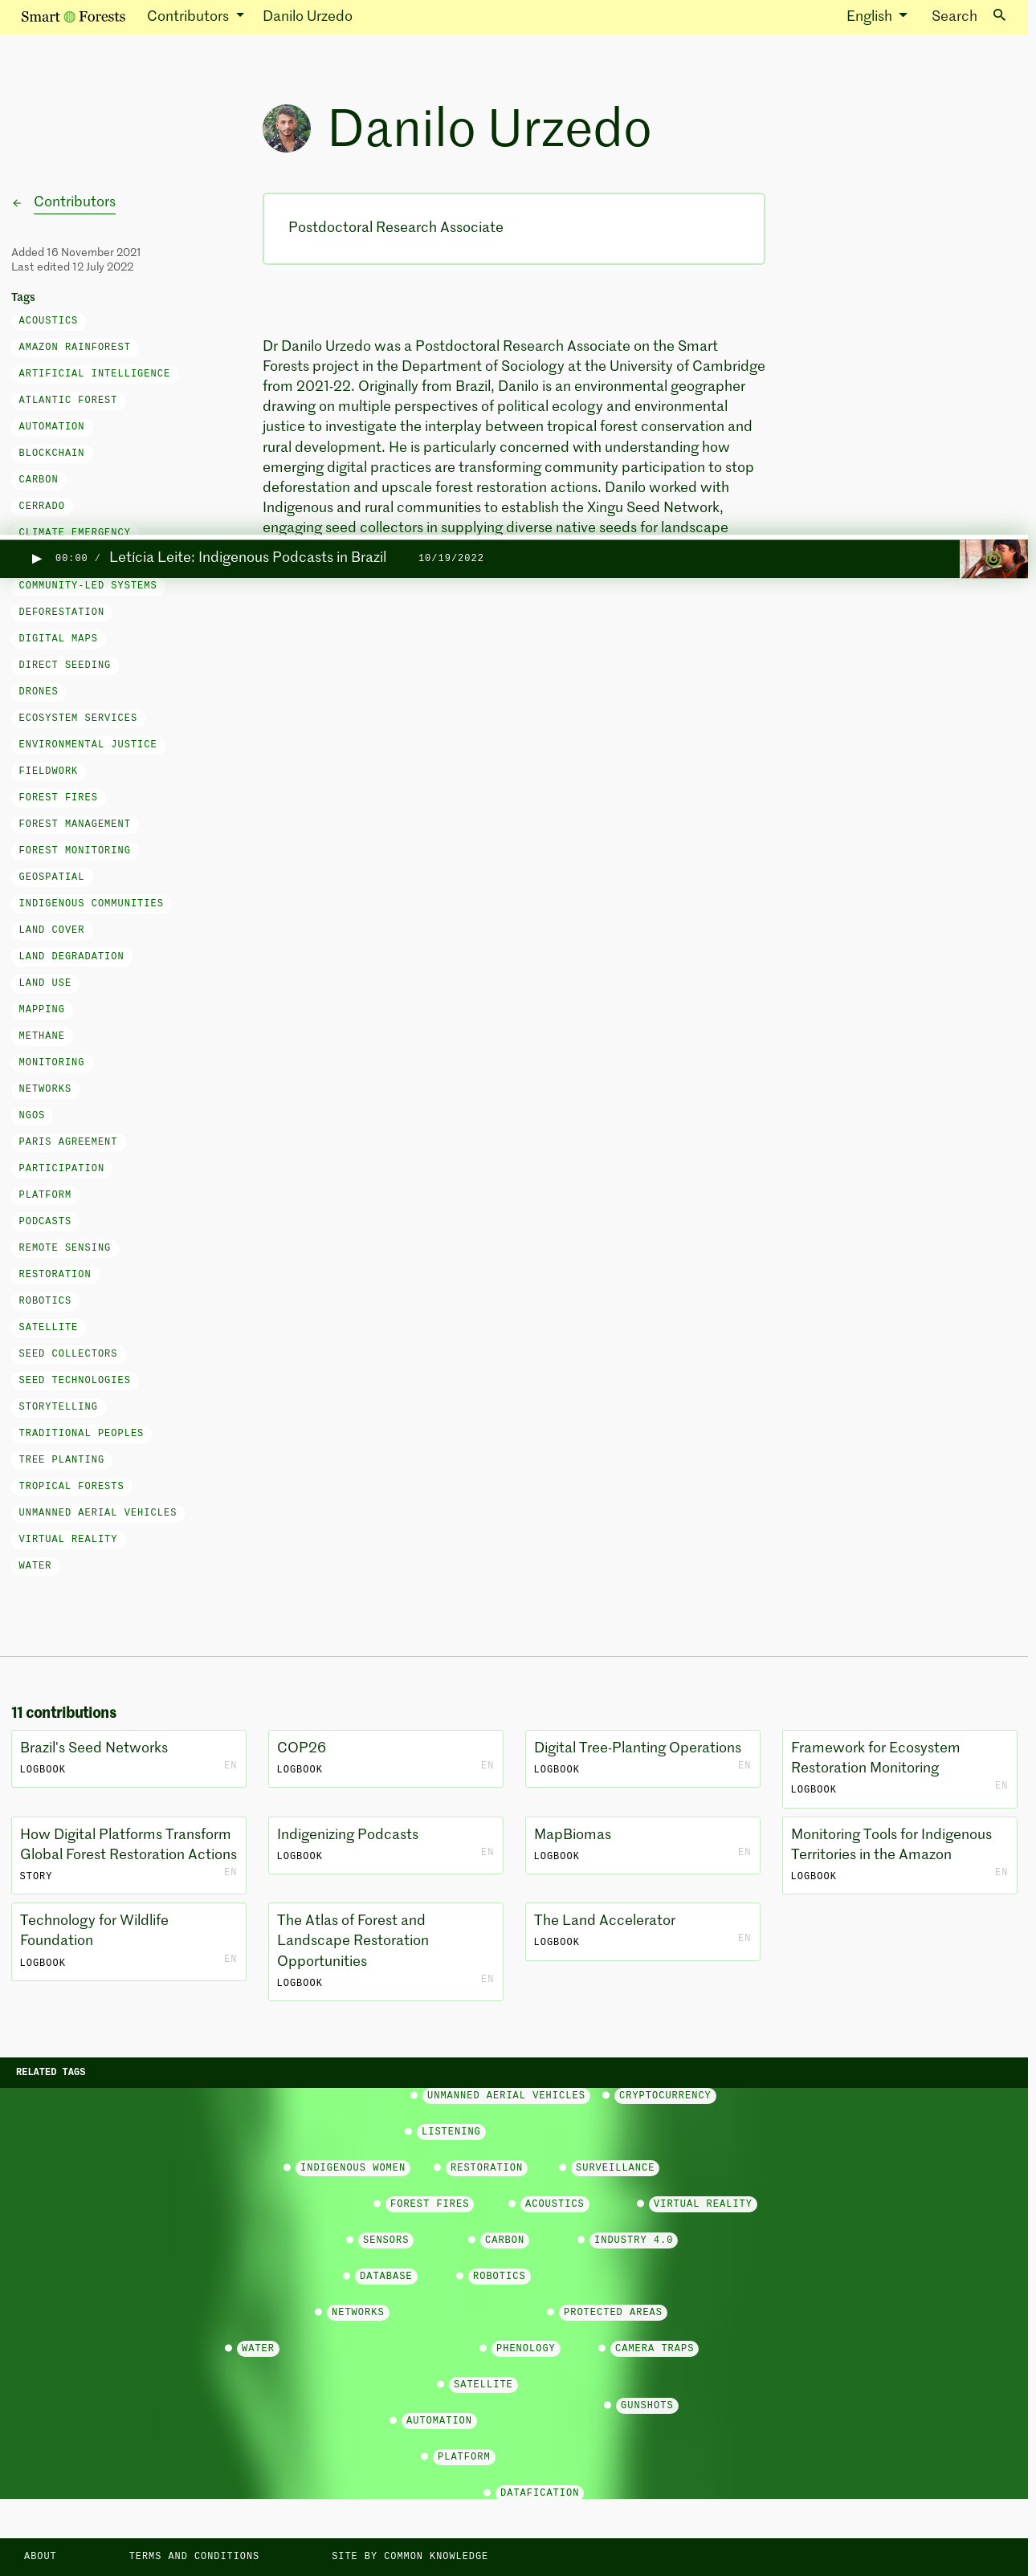 Smart Forests
Contributors
Danilo Urzedo
English
Search
Danilo Urzedo
Contributors
Added 16 November 2021
Last edited 12 July 2022
Tags
ACOUSTICS
AMAZON RAINFOREST
ARTIFICIAL INTELLIGENCE
ATLANTIC FOREST
AUTOMATION
BLOCKCHAIN
CARBON
CERRADO
CLIMATE EMERGENCY
Postdoctoral Research Associate
Dr Danilo Urzedo was a Postdoctoral Research Associate on the Smart
Forests project in the Department of Sociology at the University of Cambridge
from 2021-22. Originally from Brazil, Danilo is an environmental geographer
drawing on multiple perspectives of political ecology and environmental
justice to investigate the interplay between tropical forest conservation and
rural development. He is particularly concerned with understanding how
emerging digital practices are transforming community participation to stop
deforestation and upscale forest restoration actions. Danilo worked with
Indigenous and rural communities to establish the Xingu Seed Network,
engaging seed collectors in supplying diverse native seeds for landscape
▶ 00:00 / Letícia Leite: Indigenous Podcasts in Brazil 10/19/2022
COMMUNITY-LED SYSTEMS
DEFORESTATION
DIGITAL MAPS
DIRECT SEEDING
DRONES
ECOSYSTEM SERVICES
ENVIRONMENTAL JUSTICE
FIELDWORK
FOREST FIRES
FOREST MANAGEMENT
FOREST MONITORING
GEOSPATIAL
INDIGENOUS COMMUNITIES
LAND COVER
LAND DEGRADATION
LAND USE
MAPPING
METHANE
MONITORING
NETWORKS
NGOS
PARIS AGREEMENT
PARTICIPATION
PLATFORM
PODCASTS
REMOTE SENSING
RESTORATION
ROBOTICS
SATELLITE
SEED COLLECTORS
SEED TECHNOLOGIES
STORYTELLING
TRADITIONAL PEOPLES
TREE PLANTING
TROPICAL FORESTS
UNMANNED AERIAL VEHICLES
VIRTUAL REALITY
WATER
11 contributions
Brazil's Seed Networks
LOGBOOK
EN
COP26
LOGBOOK
EN
Digital Tree-Planting Operations
LOGBOOK
EN
Framework for Ecosystem
Restoration Monitoring
LOGBOOK
EN
How Digital Platforms Transform
Global Forest Restoration Actions
STORY
EN
Indigenizing Podcasts
LOGBOOK
EN
MapBiomas
LOGBOOK
EN
Monitoring Tools for Indigenous
Territories in the Amazon
LOGBOOK
EN
Technology for Wildlife
Foundation
LOGBOOK
EN
The Atlas of Forest and
Landscape Restoration
Opportunities
LOGBOOK
EN
The Land Accelerator
LOGBOOK
EN
RELATED TAGS
UNMANNED AERIAL VEHICLES
CRYPTOCURRENCY
LISTENING
INDIGENOUS WOMEN
RESTORATION
SURVEILLANCE
FOREST FIRES
ACOUSTICS
VIRTUAL REALITY
SENSORS
CARBON
INDUSTRY 4.0
DATABASE
ROBOTICS
NETWORKS
PROTECTED AREAS
WATER
PHENOLOGY
CAMERA TRAPS
SATELLITE
GUNSHOTS
AUTOMATION
PLATFORM
DATAFICATION
ABOUT
TERMS AND CONDITIONS
SITE BY COMMON KNOWLEDGE